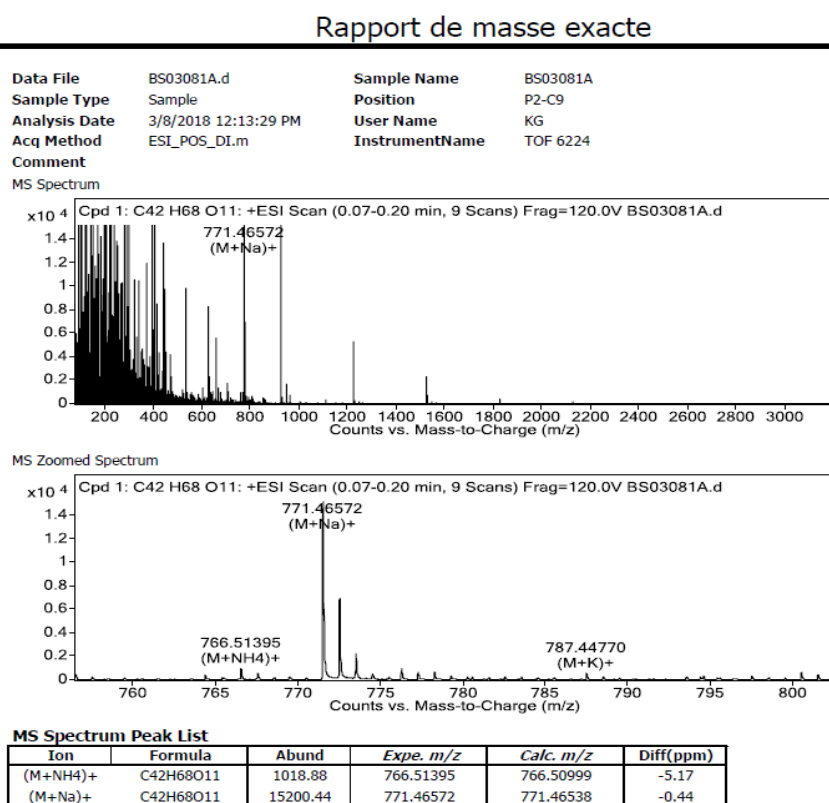 Rapport de masse exacte
Data File BS03081A.d Sample Name BS03081A
Sample Type Sample Position P2-C9
Analysis Date 3/8/2018 12:13:29 PM User Name KG
Acq Method ESI_POS_DI.m InstrumentName TOF 6224
Comment
MS Spectrum
x10 4 Cpd 1: C42 H68 O11: +ESI Scan (0.07-0.20 min, 9 Scans) Frag=120.0V BS03081A.d
1.4
771.46572
(M+Na)+
1.2
1
0.8
0.6
0.4
0.2
0
200 400 600 800 1000 1200 1400 1600 1800 2000 2200 2400 2600 2800 3000
Counts vs. Mass-to-Charge (m/z)
MS Zoomed Spectrum
x10 4 Cpd 1: C42 H68 O11: +ESI Scan (0.07-0.20 min, 9 Scans) Frag=120.0V BS03081A.d
771.46572
1.4
(M+Na)+
1.2
1
0.8
0.6
0.4
766.51395 787.44770
0.2 (M+NH4)+ (M+K)+
0
760 765 770 775 780 785 790 795 800
Counts vs. Mass-to-Charge (m/z)
MS Spectrum Peak List
Ion Formula Abund Expe. m/z Calc. m/z Diff(ppm)
(M+NH4)+ C42H68O11 1018.88 766.51395 766.50999 -5.17
(M+Na)+ C42H68O11 15200.44 771.46572 771.46538 -0.44